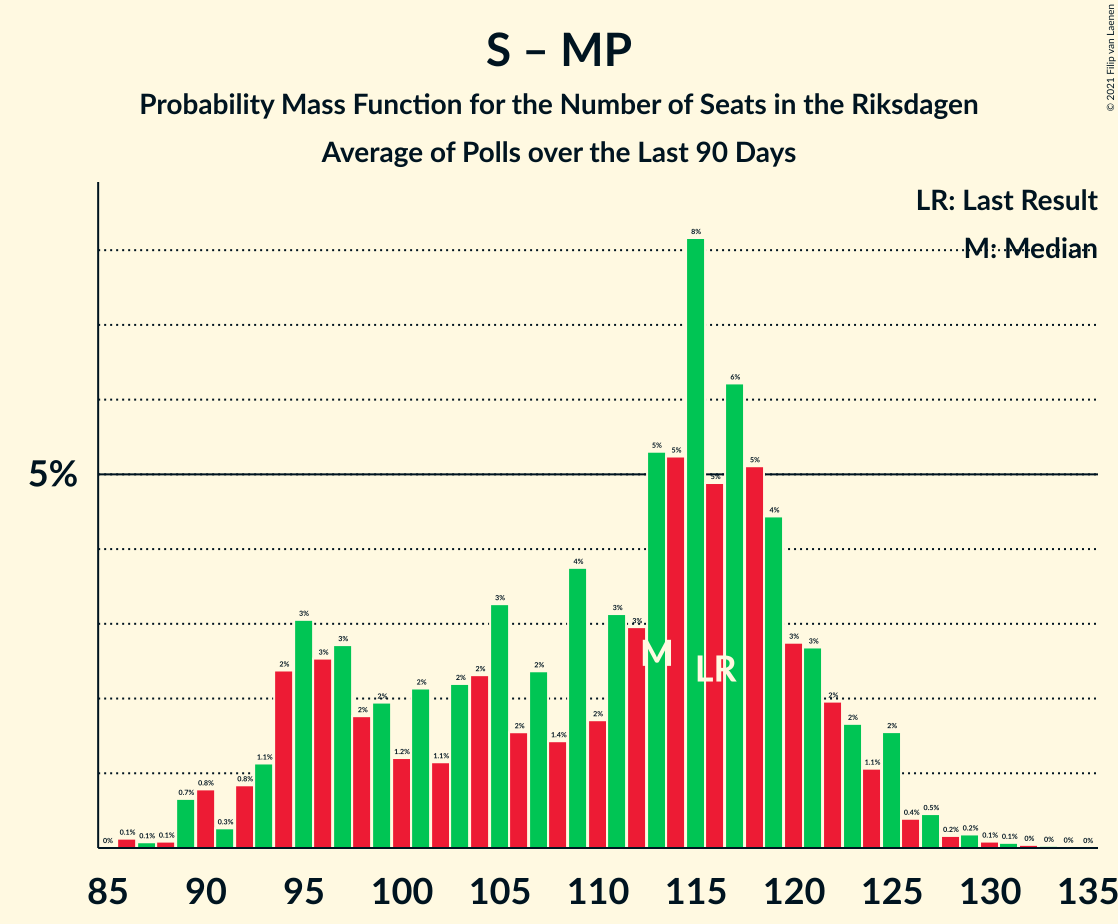 S – MP
Probability Mass Function for the Number of Seats in the Riksdagen
Average of Polls over the Last 90 Days
© 2021 Filip van Laenen
LR: Last Result
M: Median
5%
0% 0.1% 0.1% 0.1% 0.7% 0.8% 0.3% 0.8% 1.1% 2% 3% 3% 3% 2% 2% 1.2% 2% 1.1% 2% 2% 3% 2% 2% 1.4% 4% 2% 3% 3% 5% 5% 8% 5% 6% 5% 4% 3% 3% 2% 2% 1.1% 2% 0.4% 0.5% 0.2% 0.2% 0.1% 0.1% 0% 0% 0% 0%
M LR
85 90 95 100 105 110 115 120 125 130 135